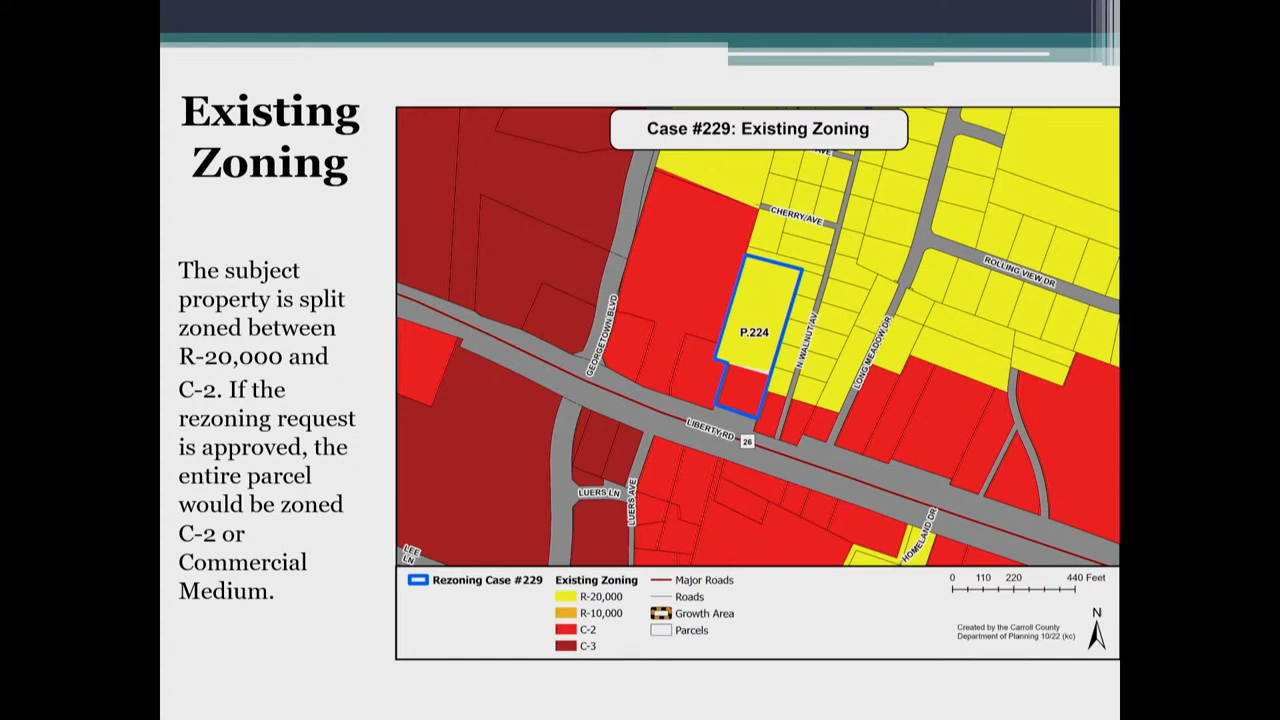 Existing
Zoning
The subject
property is split
zoned between
R-20,000 and
C-2. If the
rezoning request
is approved, the
entire parcel
would be zoned
C-2 or
Commercial
Medium.
Case #229: Existing Zoning
AVE
CHERRY AVE
ROLLING VIEW DR
GEORGETOWN BLVD
P.224
N WALNUT AV
LONG MEADOW DR
LIBERTY RD
26
LUERS LN
LUERS AVE
HOMELAND DR
LEE
LN
Rezoning Case #229
Existing Zoning
R-20,000
R-10,000
C-2
C-3
Major Roads
Roads
Growth Area
Parcels
0 110 220 440 Feet
Created by the Carroll County
Department of Planning 10/22 (kc)
N